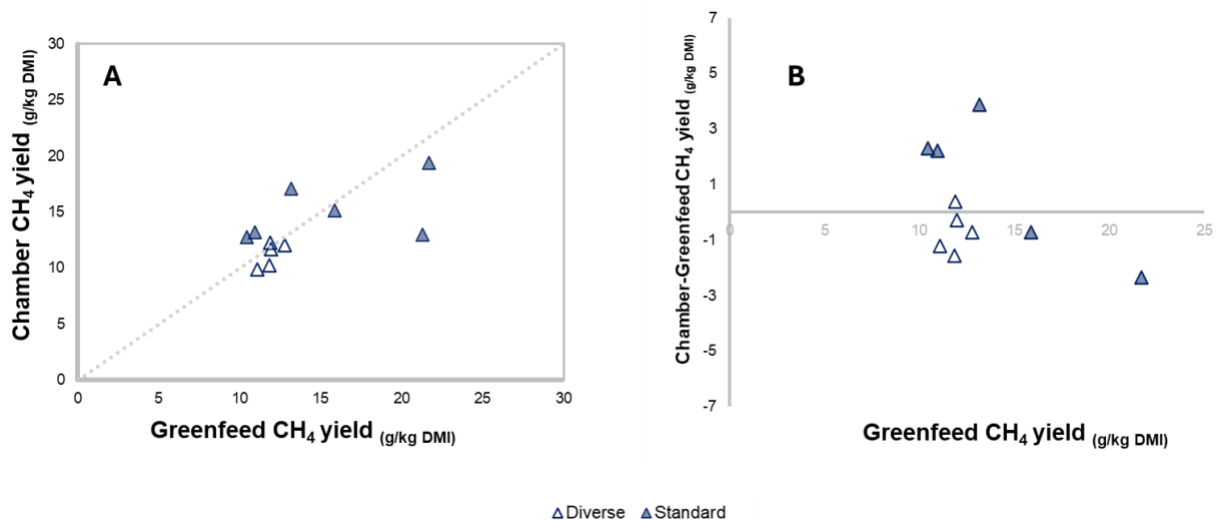 A
30
25
20
15
10
5
0
0 5 10 15 20 25 30
Chamber CH4 yield (g/kg DMI)
Greenfeed CH4 yield (g/kg DMI)
B
7
5
3
1
-1
-3
-5
-7
0 5 10 15 20 25
Chamber-Greenfeed CH4 yield (g/kg DMI)
Greenfeed CH4 yield (g/kg DMI)
Diverse Standard